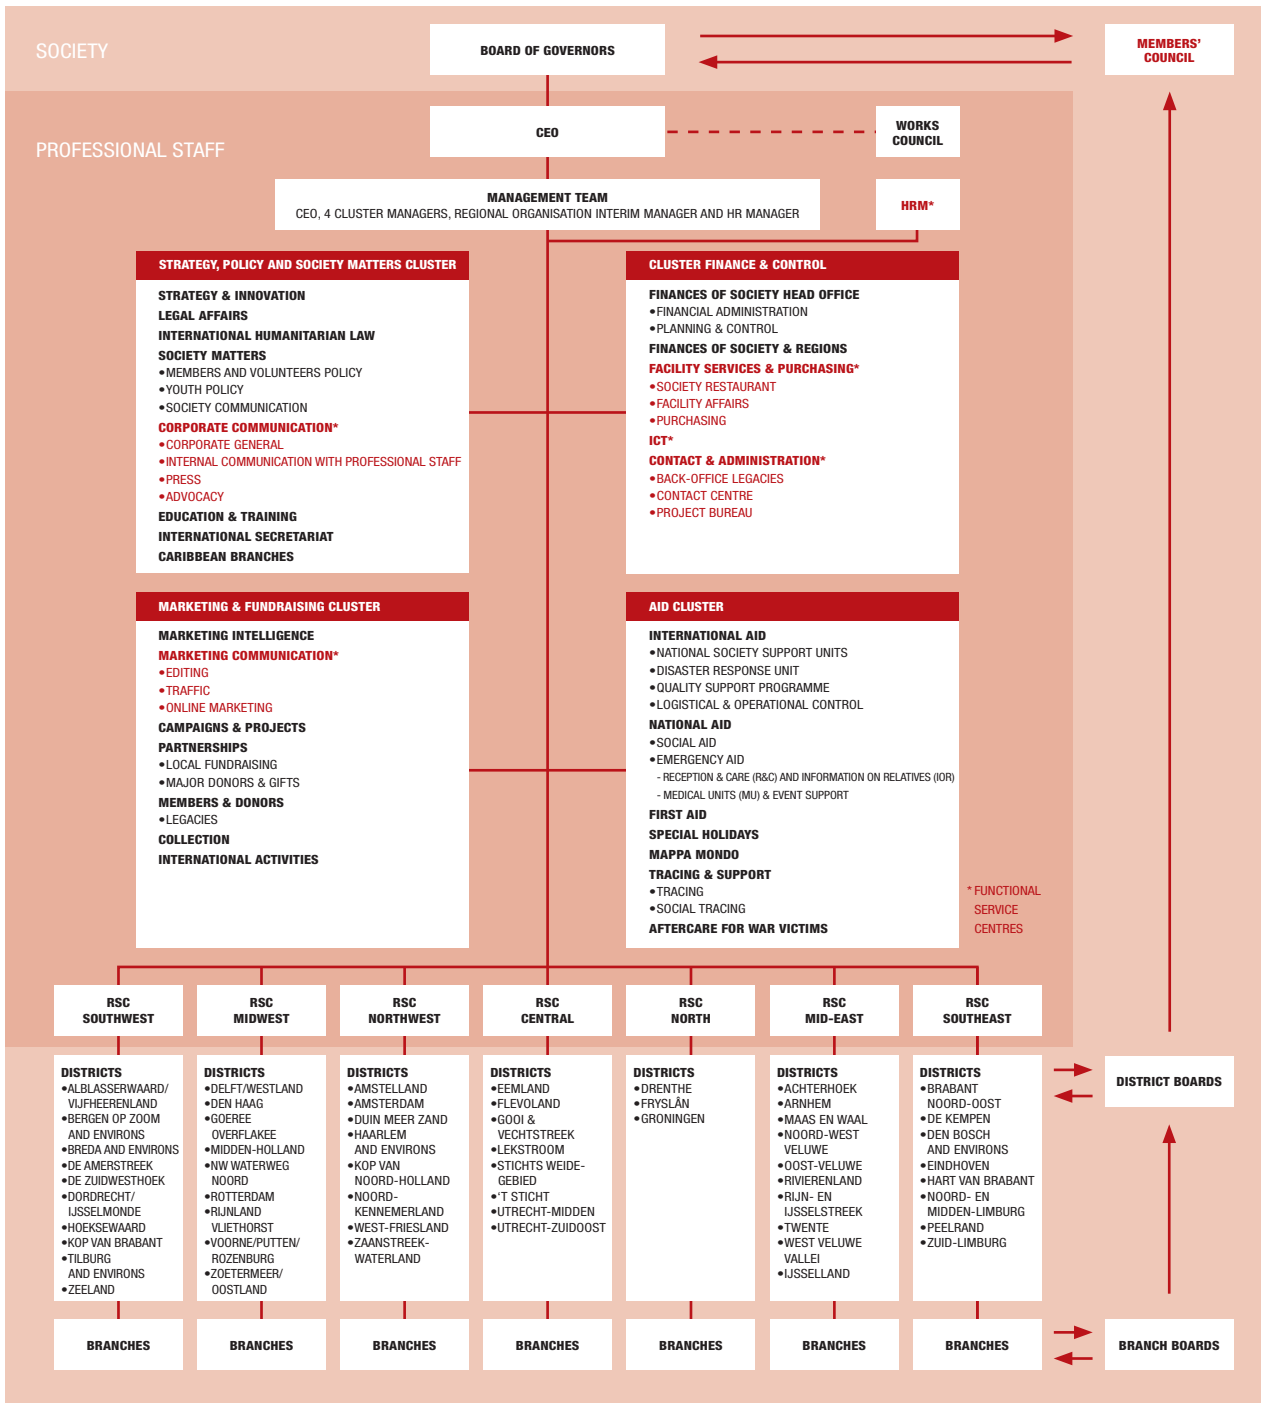 SOCIETY
BOARD OF GOVERNORS
MEMBERS'
COUNCIL
PROFESSIONAL STAFF
CEO
WORKS
COUNCIL
MANAGEMENT TEAM
CEO, 4 CLUSTER MANAGERS, REGIONAL ORGANISATION INTERIM MANAGER AND HR MANAGER
HRM*
STRATEGY, POLICY AND SOCIETY MATTERS CLUSTER
STRATEGY & INNOVATION
LEGAL AFFAIRS
INTERNATIONAL HUMANITARIAN LAW
SOCIETY MATTERS
•MEMBERS AND VOLUNTEERS POLICY
•YOUTH POLICY
•SOCIETY COMMUNICATION
CORPORATE COMMUNICATION*
•CORPORATE GENERAL
•INTERNAL COMMUNICATION WITH PROFESSIONAL STAFF
•PRESS
•ADVOCACY
EDUCATION & TRAINING
INTERNATIONAL SECRETARIAT
CARIBBEAN BRANCHES
CLUSTER FINANCE & CONTROL
FINANCES OF SOCIETY HEAD OFFICE
•FINANCIAL ADMINISTRATION
•PLANNING & CONTROL
FINANCES OF SOCIETY & REGIONS
FACILITY SERVICES & PURCHASING*
•SOCIETY RESTAURANT
•FACILITY AFFAIRS
•PURCHASING
ICT*
CONTACT & ADMINISTRATION*
•BACK-OFFICE LEGACIES
•CONTACT CENTRE
•PROJECT BUREAU
MARKETING & FUNDRAISING CLUSTER
MARKETING INTELLIGENCE
MARKETING COMMUNICATION*
•EDITING
•TRAFFIC
•ONLINE MARKETING
CAMPAIGNS & PROJECTS
PARTNERSHIPS
•LOCAL FUNDRAISING
•MAJOR DONORS & GIFTS
MEMBERS & DONORS
•LEGACIES
COLLECTION
INTERNATIONAL ACTIVITIES
AID CLUSTER
INTERNATIONAL AID
•NATIONAL SOCIETY SUPPORT UNITS
•DISASTER RESPONSE UNIT
•QUALITY SUPPORT PROGRAMME
•LOGISTICAL & OPERATIONAL CONTROL
NATIONAL AID
•SOCIAL AID
•EMERGENCY AID
- RECEPTION & CARE (R&C) AND INFORMATION ON RELATIVES (IOR)
- MEDICAL UNITS (MU) & EVENT SUPPORT
FIRST AID
SPECIAL HOLIDAYS
MAPPA MONDO
TRACING & SUPPORT
•TRACING
•SOCIAL TRACING
AFTERCARE FOR WAR VICTIMS
* FUNCTIONAL
SERVICE
CENTRES
RSC
SOUTHWEST
RSC
MIDWEST
RSC
NORTHWEST
RSC
CENTRAL
RSC
NORTH
RSC
MID-EAST
RSC
SOUTHEAST
DISTRICTS
•ALBLASSERWAARD/
VIJFHEERENLAND
•BERGEN OP ZOOM
AND ENVIRONS
•BREDA AND ENVIRONS
•DE AMERSTREEK
•DE ZUIDWESTHOEK
•DORDRECHT/
IJSSELMONDE
•HOEKSEWAARD
•KOP VAN BRABANT
•TILBURG
AND ENVIRONS
•ZEELAND
DISTRICTS
•DELFT/WESTLAND
•DEN HAAG
•GOEREE
OVERFLAKEE
•MIDDEN-HOLLAND
•NW WATERWEG
NOORD
•ROTTERDAM
•RIJNLAND
VLIETHORST
•VOORNE/PUTTEN/
ROZENBURG
•ZOETERMEER/
OOSTLAND
DISTRICTS
•AMSTELLAND
•AMSTERDAM
•DUIN MEER ZAND
•HAARLEM
AND ENVIRONS
•KOP VAN
NOORD-HOLLAND
•NOORD-
KENNEMERLAND
•WEST-FRIESLAND
•ZAANSTREEK-
WATERLAND
DISTRICTS
•EEMLAND
•FLEVOLAND
•GOOI &
VECHTSTREEK
•LEKSTROOM
•STICHTS WEIDE-
GEBIED
•'T STICHT
•UTRECHT-MIDDEN
•UTRECHT-ZUIDOOST
DISTRICTS
•DRENTHE
•FRYSLÂN
•GRONINGEN
DISTRICTS
•ACHTERHOEK
•ARNHEM
•MAAS EN WAAL
•NOORD-WEST
VELUWE
•OOST-VELUWE
•RIVIERENLAND
•RIJN- EN
IJSSELSTREEK
•TWENTE
•WEST VELUWE
VALLEI
•IJSSELLAND
DISTRICTS
•BRABANT
NOORD-OOST
•DE KEMPEN
•DEN BOSCH
AND ENVIRONS
•EINDHOVEN
•HART VAN BRABANT
•NOORD- EN
MIDDEN-LIMBURG
•PEELRAND
•ZUID-LIMBURG
DISTRICT BOARDS
BRANCHES
BRANCHES
BRANCHES
BRANCHES
BRANCHES
BRANCHES
BRANCHES
BRANCH BOARDS